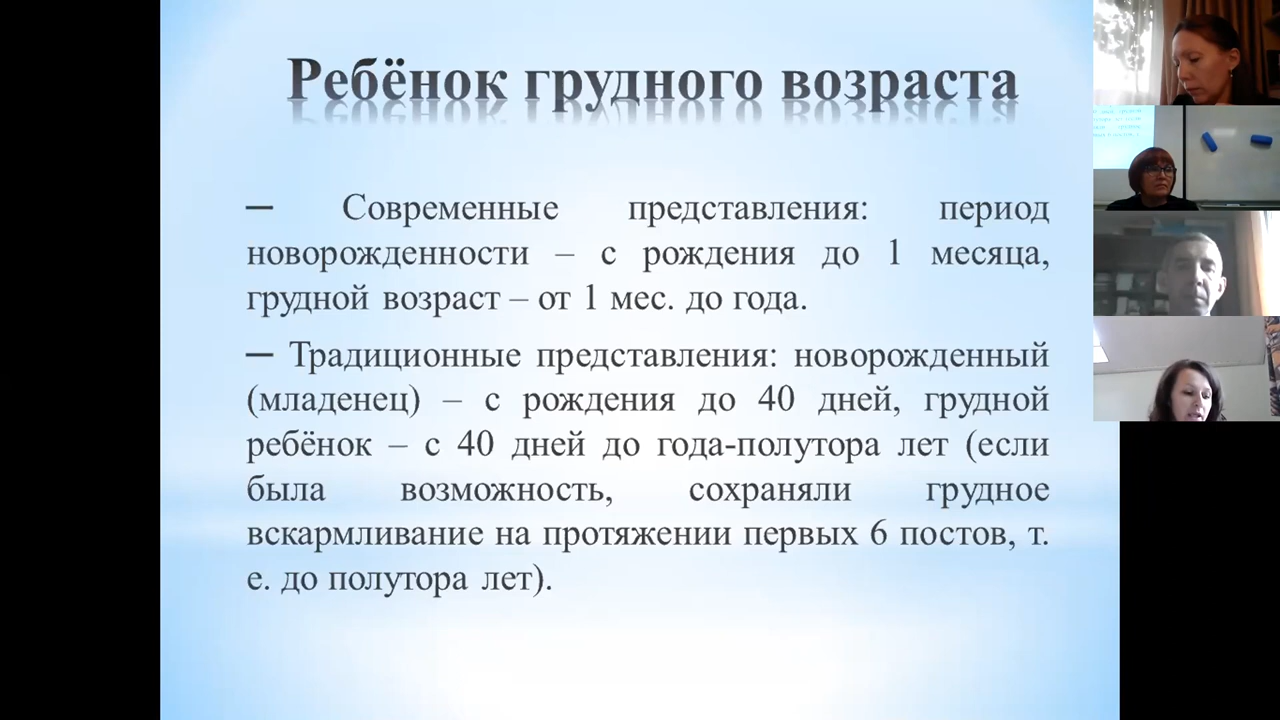 Ребёнок грудного возраста
— Современные представления: период
новорожденности – с рождения до 1 месяца,
грудной возраст – от 1 мес. до года.
— Традиционные представления: новорожденный
(младенец) – с рождения до 40 дней, грудной
ребёнок – с 40 дней до года-полутора лет (если
была возможность, сохраняли грудное
вскармливание на протяжении первых 6 постов, т.
е. до полутора лет).